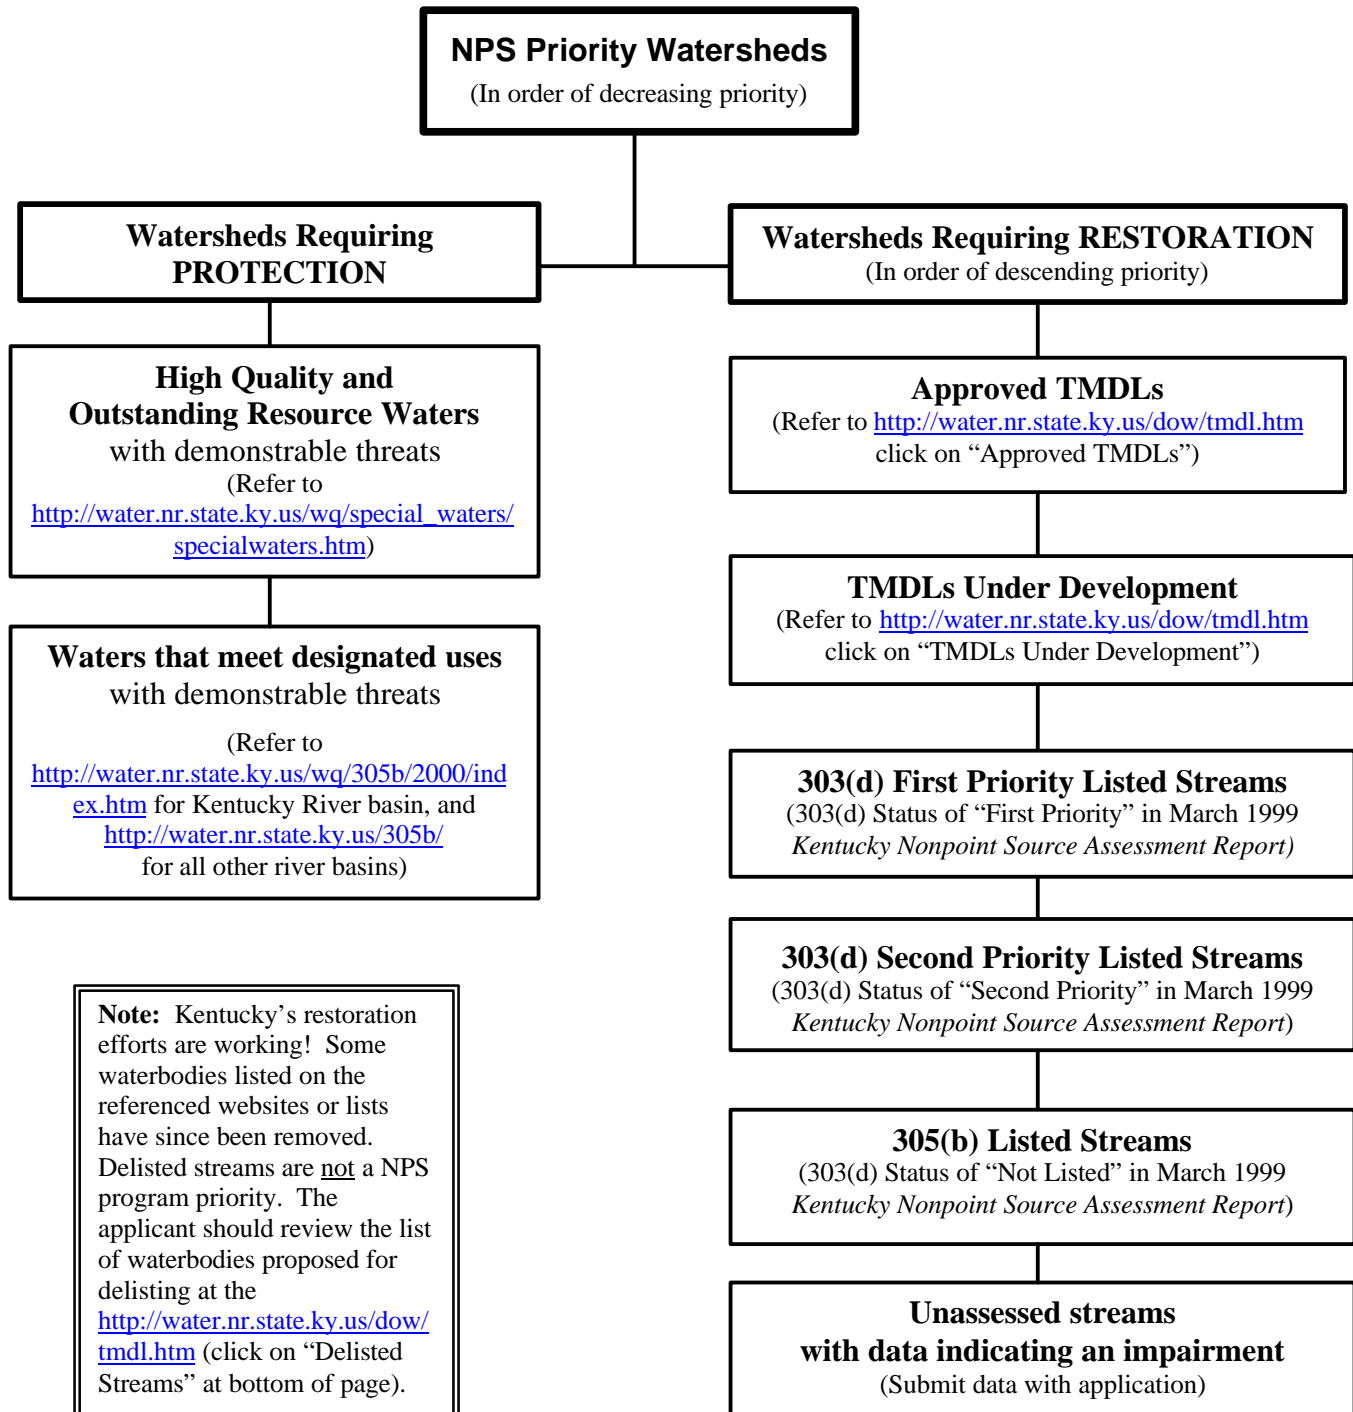 NPS Priority Watersheds
(In order of decreasing priority)
Watersheds Requiring
PROTECTION
High Quality and
Outstanding Resource Waters
with demonstrable threats
(Refer to
http://water.nr.state.ky.us/wq/special_waters/
specialwaters.htm)
Waters that meet designated uses
with demonstrable threats
(Refer to
http://water.nr.state.ky.us/wq/305b/2000/ind
ex.htm for Kentucky River basin, and
http://water.nr.state.ky.us/305b/
for all other river basins)
Note:  Kentucky’s restoration
efforts are working!  Some
waterbodies listed on the
referenced websites or lists
have since been removed.
Delisted streams are not a NPS
program priority.  The
applicant should review the list
of waterbodies proposed for
delisting at the
http://water.nr.state.ky.us/dow/
tmdl.htm (click on “Delisted
Streams” at bottom of page).
Watersheds Requiring RESTORATION
(In order of descending priority)
Approved TMDLs
(Refer to http://water.nr.state.ky.us/dow/tmdl.htm
click on “Approved TMDLs”)
TMDLs Under Development
(Refer to http://water.nr.state.ky.us/dow/tmdl.htm
click on “TMDLs Under Development”)
303(d) First Priority Listed Streams
(303(d) Status of “First Priority” in March 1999
Kentucky Nonpoint Source Assessment Report)
303(d) Second Priority Listed Streams
(303(d) Status of “Second Priority” in March 1999
Kentucky Nonpoint Source Assessment Report)
305(b) Listed Streams
(303(d) Status of “Not Listed” in March 1999
Kentucky Nonpoint Source Assessment Report)
Unassessed streams
with data indicating an impairment
(Submit data with application)